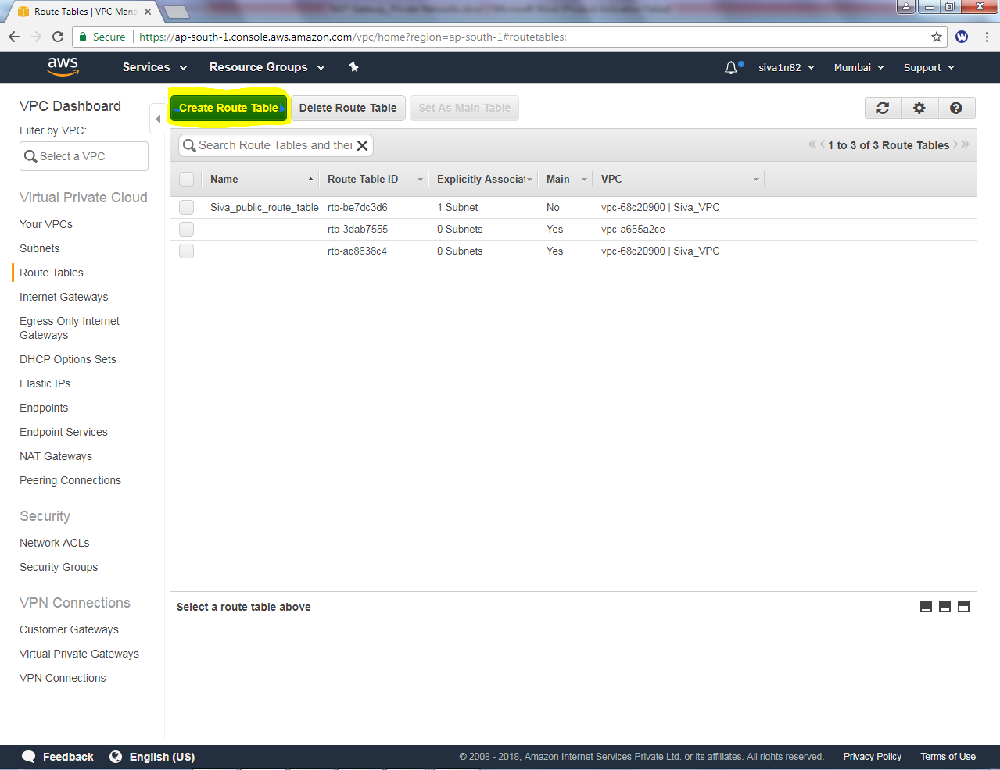 Route Tables | VPC Mana
Secure
https://ap-south-1.console.aws.amazon.com/vpc/home?region=ap-south-1#routetables:
W
aws
Services
Resource Groups
siva1n82
Mumbai
Support
VPC Dashboard
Filter by VPC:
Select a VPC
Virtual Private Cloud
Your VPCs
Subnets
Route Tables
Internet Gateways
Egress Only Internet
Gateways
DHCP Options Sets
Elastic IPs
Endpoints
Endpoint Services
NAT Gateways
Peering Connections
Security
Network ACLs
Security Groups
VPN Connections
Customer Gateways
Virtual Private Gateways
VPN Connections
Create Route Table
Delete Route Table
Set As Main Table
Search Route Tables and thei
1 to 3 of 3 Route Tables
Name Route Table ID Explicitly Associat Main VPC
Siva_public_route_table rtb-be7dc3d6 1 Subnet No vpc-68c20900 | Siva_VPC
rtb-3dab7555 0 Subnets Yes vpc-a655a2ce
rtb-ac8638c4 0 Subnets Yes vpc-68c20900 | Siva_VPC
Select a route table above
Feedback
English (US)
© 2008 - 2018, Amazon Internet Services Private Ltd. or its affiliates. All rights reserved.
Privacy Policy
Terms of Use